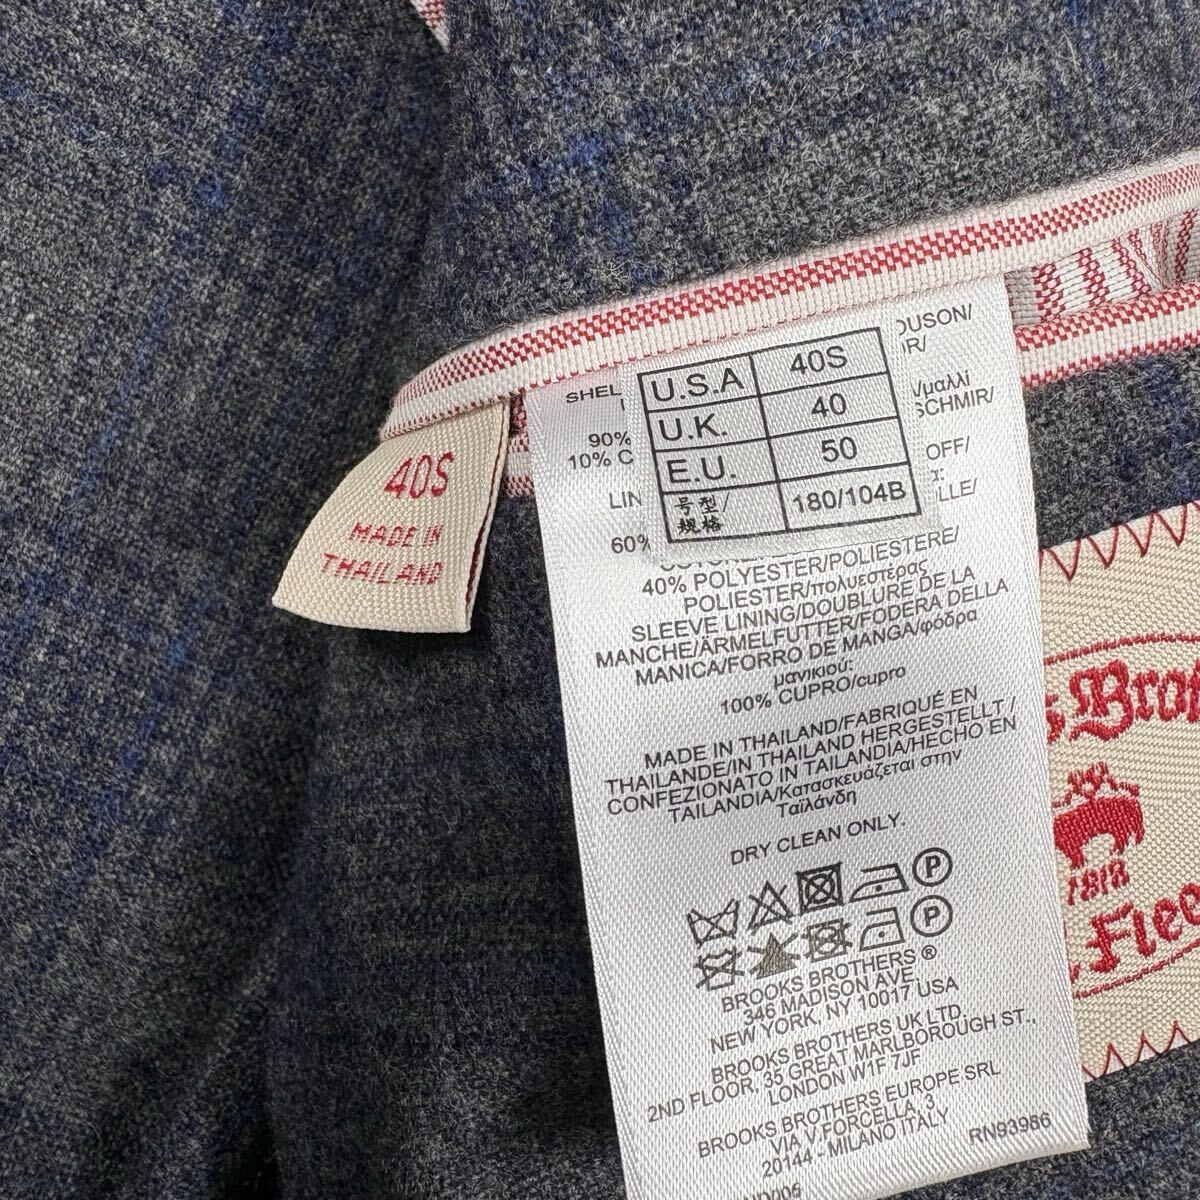 40S
MADE IN
THAILAND
SHEL
90%
10% C
LIN
60%
U.S.A 40S
U.K. 40
E.U. 50
号型/ 180/104B
规格
OUSON/
R/
/μαλλί
SCHMIR/
OFF/
LLE/
40% POLYESTER/POLIESTERE/
POLIESTER/πολυεστέρας
SLEEVE LINING/DOUBLURE DE LA
MANCHE/ÄRMELFUTTER/FODERA DELLA
MANICA/FORRO DE MANGA/φόδρα
μανικιού:
100% CUPRO/cupro
MADE IN THAILAND/FABRIQUÉ EN
THAILANDE/IN THAILAND HERGESTELLT/
CONFEZIONATO IN TAILANDIA/HECHO EN
TAILANDIA/Κατασκευάζεται στην
Ταϊλάνδη
DRY CLEAN ONLY.
P
P
BROOKS BROTHERS ®
346 MADISON AVE
NEW YORK, NY 10017 USA
BROOKS BROTHERS UK LTD.
2ND FLOOR, 35 GREAT MARLBOROUGH ST.,
LONDON W1F 7JF
BROOKS BROTHERS EUROPE SRL
VIA V.FORCELLA, 3
20144 - MILANO ITALY
RN93986
ND006
s Brot
1818
Flee